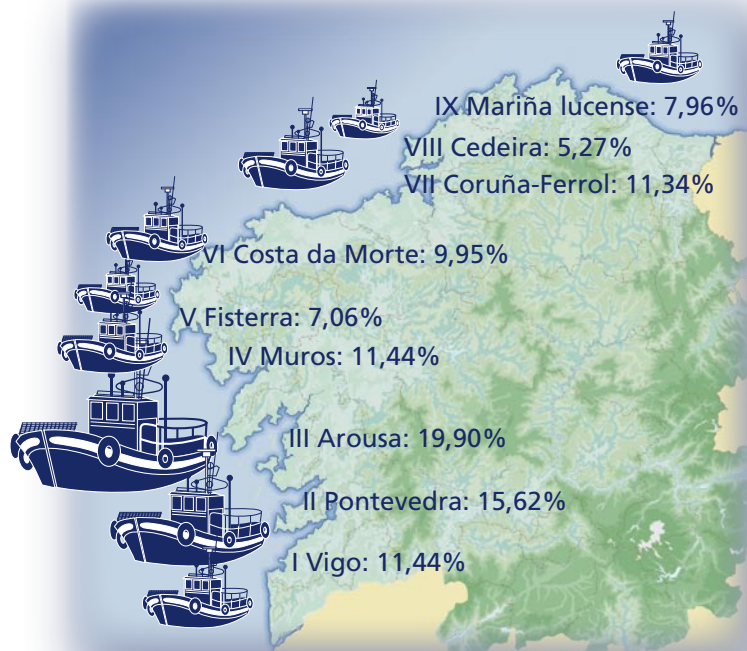 IX Mariña lucense: 7,96%
VIII Cedeira: 5,27%
VII Coruña-Ferrol: 11,34%
VI Costa da Morte: 9,95%
V Fisterra: 7,06%
IV Muros: 11,44%
III Arousa: 19,90%
II Pontevedra: 15,62%
I Vigo: 11,44%